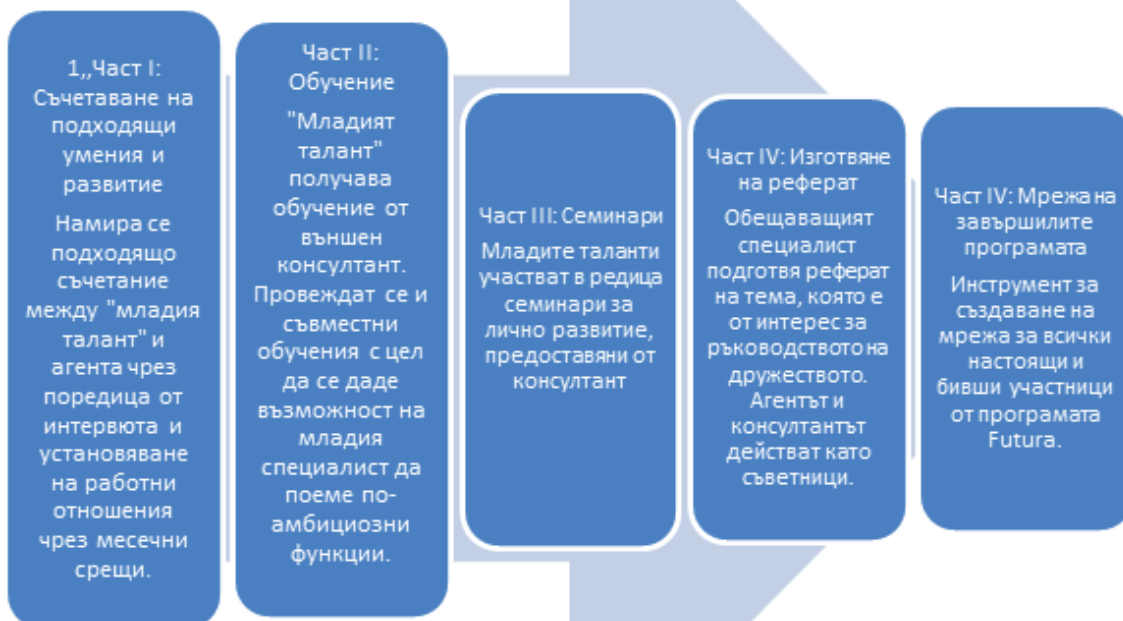 1,,Част I:
Съчетаване на
подходящи
умения и
развитие
Намира се
подходящо
съчетание
между "младия
талант" и
агента чрез
поредица от
интервюта и
установяване
на работни
отношения
чрез месечни
срещи.
Част II:
Обучение
"Младият
талант"
получава
обучение от
външен
консултант.
Провеждат се и
съвместни
обучения с цел
да се даде
възможност на
младия
специалист да
поеме по-
амбициозни
функции.
Част III: Семинари
Младите таланти
участват в редица
семинари за
лично развитие,
предоставяни от
консултант
Част IV: Изготвяне
на реферат
Обещаващият
специалист
подготвя реферат
на тема, която е
от интерес за
ръководството на
дружеството.
Агентът и
консултантът
действат като
съветници.
Част IV: Мрежа на
завършилите
програмата
Инструмент за
създаване на
мрежа за всички
настоящи и
бивши участници
от програмата
Futura.